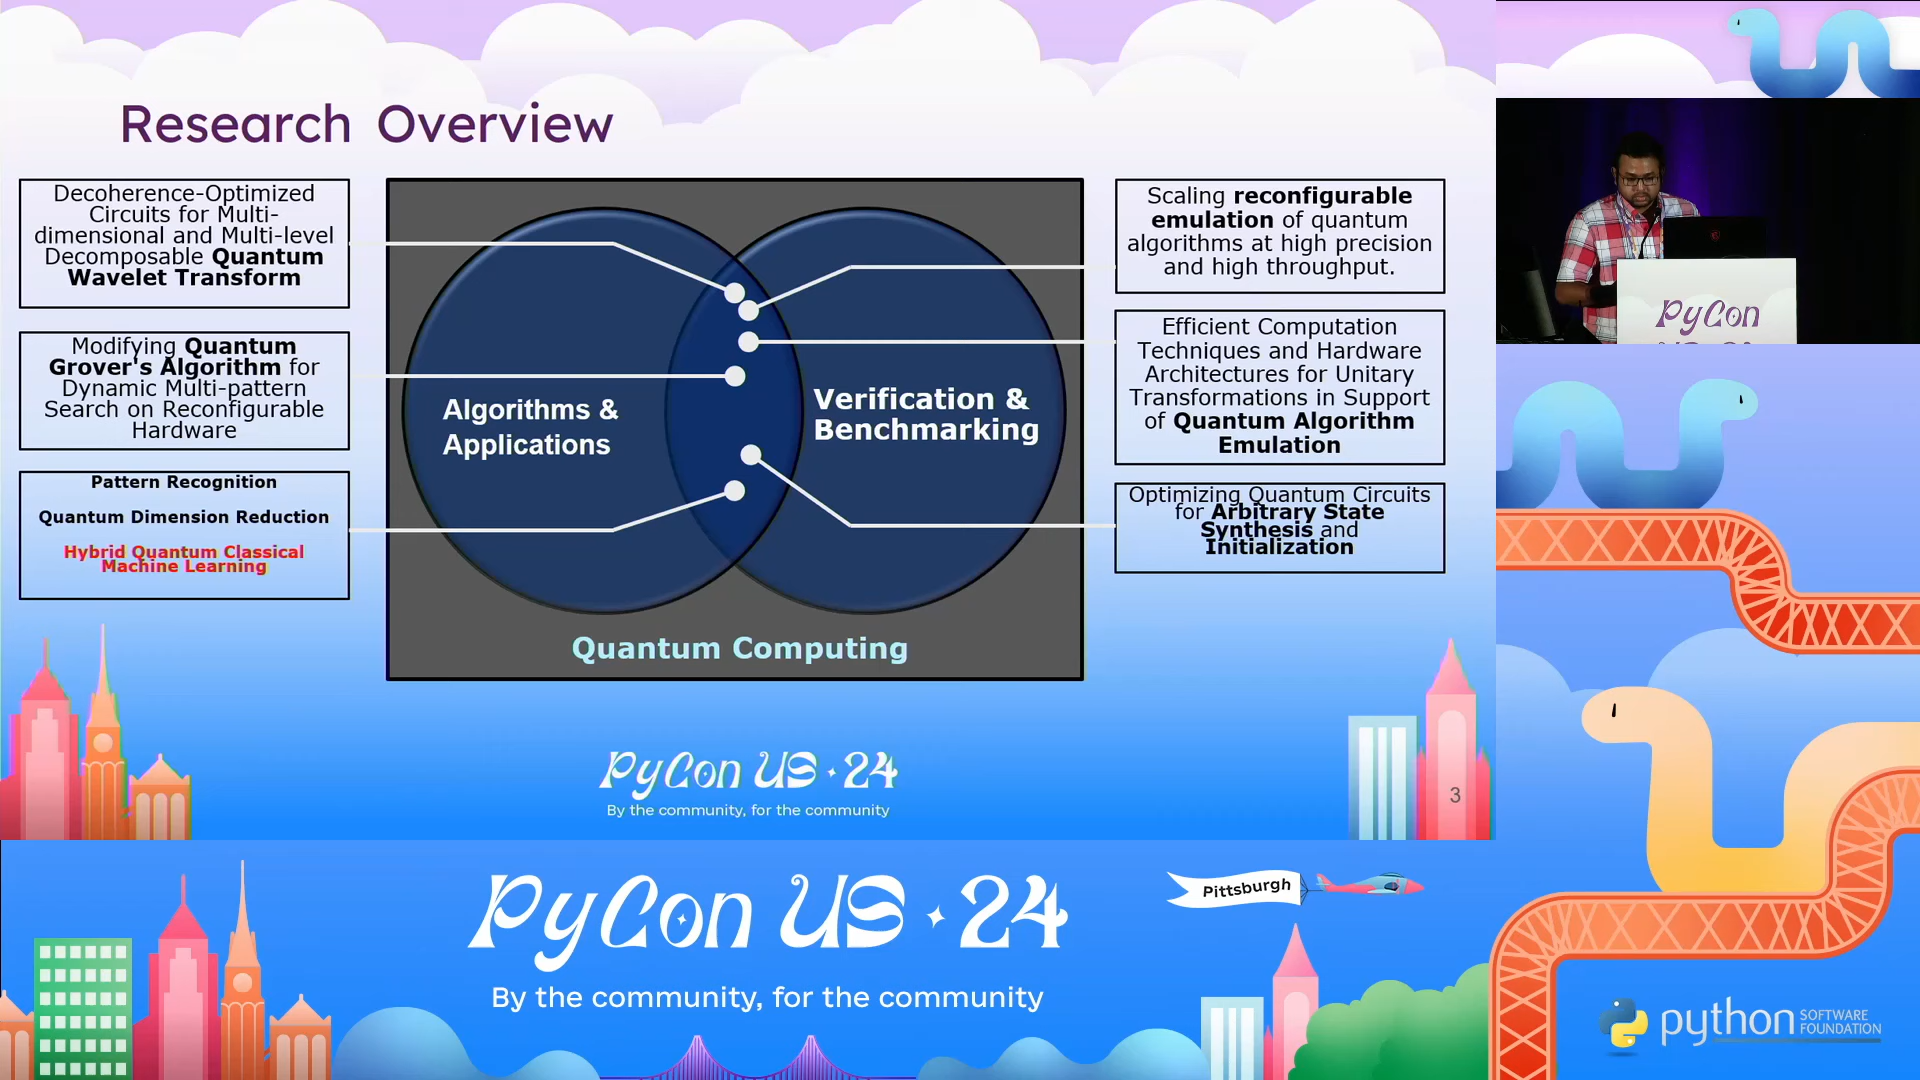 Research Overview
Decoherence-Optimized
Circuits for Multi-
dimensional and Multi-level
Decomposable Quantum
Wavelet Transform
Modifying Quantum
Grover's Algorithm for
Dynamic Multi-pattern
Search on Reconfigurable
Hardware
Pattern Recognition
Quantum Dimension Reduction
Hybrid Quantum Classical
Machine Learning
Algorithms &
Applications
Verification &
Benchmarking
Quantum Computing
Scaling reconfigurable
emulation of quantum
algorithms at high precision
and high throughput.
Efficient Computation
Techniques and Hardware
Architectures for Unitary
Transformations in Support
of Quantum Algorithm
Emulation
Optimizing Quantum Circuits
for Arbitrary State
Synthesis and
Initialization
PyCon US 24
By the community, for the community
3
PyCon
PyCon US 24
By the community, for the community
Pittsburgh
python
SOFTWARE
FOUNDATION